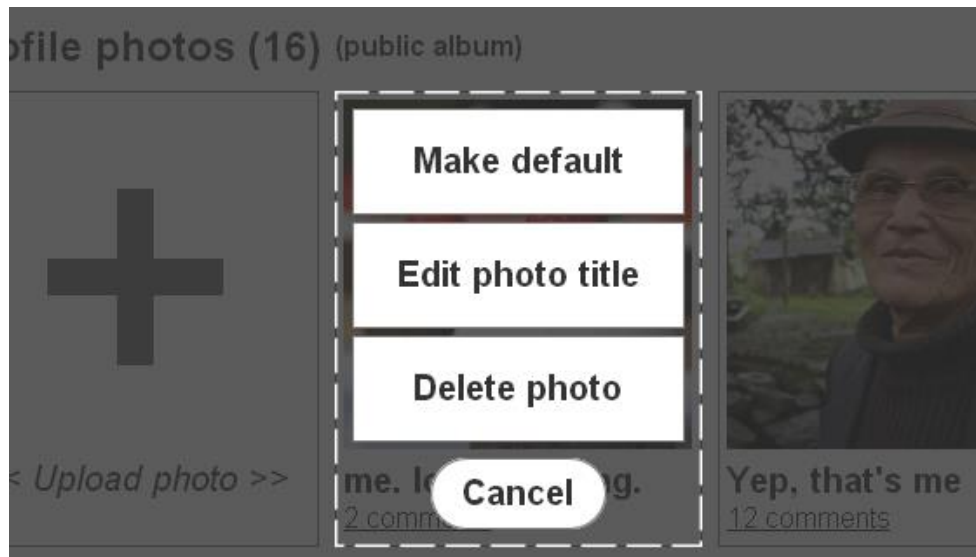 ofile photos (16) (public album)
Make default
Edit photo title
Delete photo
< Upload photo >>
me. g.
Cancel
Yep, that's me
2 comm
12 comments